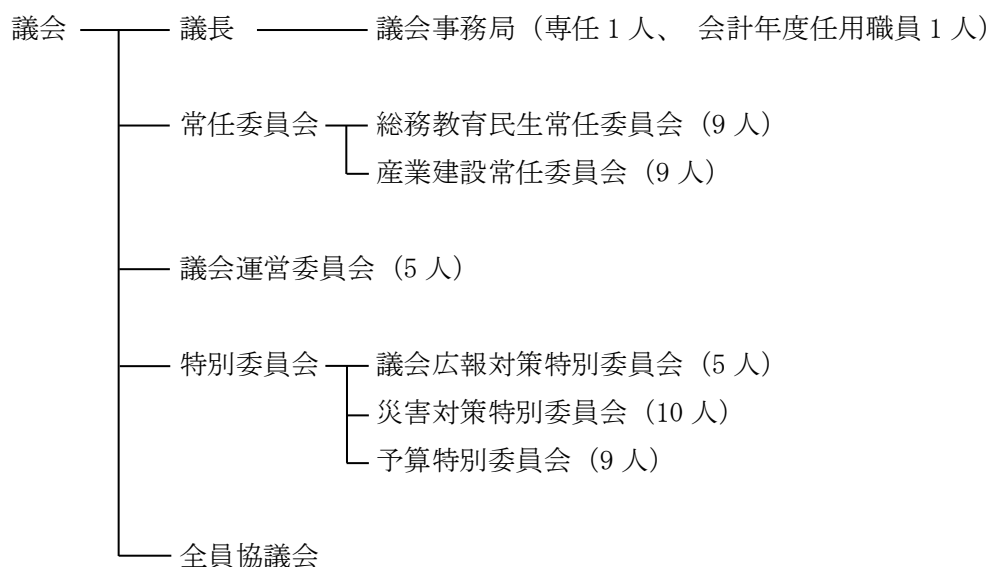 議会 議長 議会事務局（専任 1 人、 会計年度任用職員 1 人）
常任委員会 総務教育民生常任委員会（9 人）
産業建設常任委員会（9 人）
議会運営委員会（5 人）
特別委員会 議会広報対策特別委員会（5 人）
災害対策特別委員会（10 人）
予算特別委員会（9 人）
全員協議会